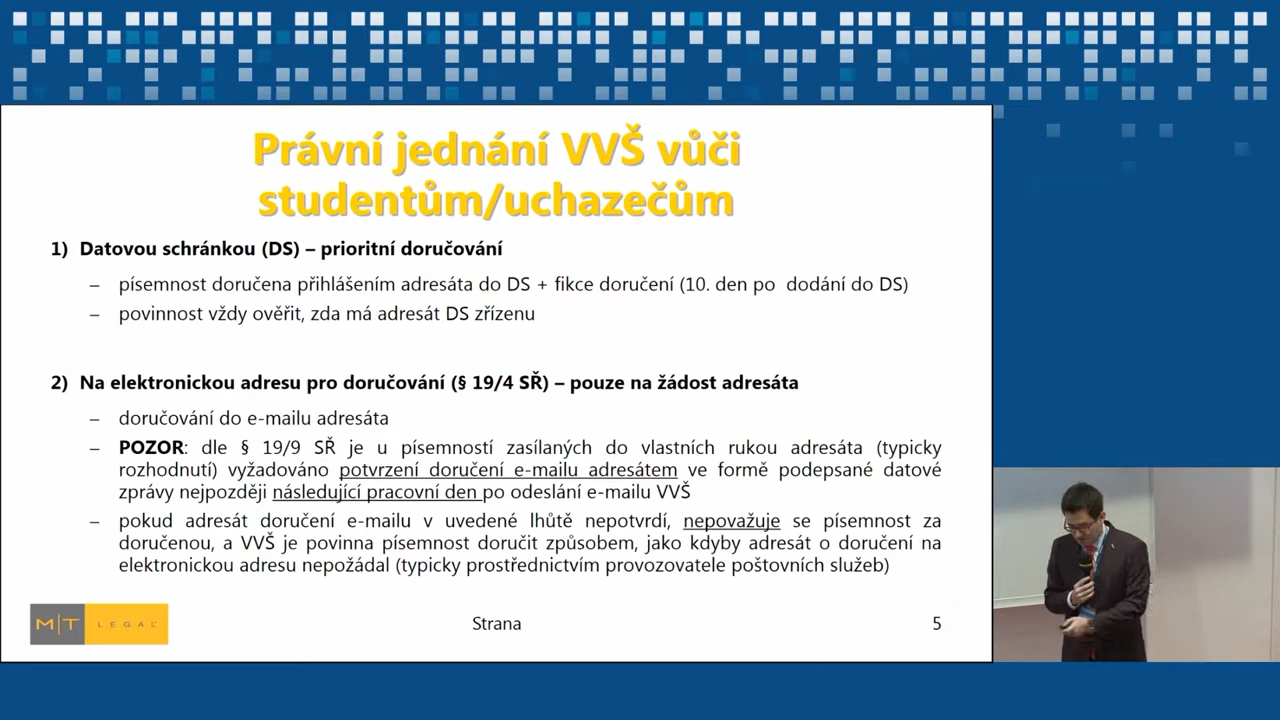 Právní jednání VVŠ vůči
studentům/uchazečům
1) Datovou schránkou (DS) – prioritní doručování
– písemnost doručena přihlášením adresáta do DS + fikce doručení (10. den po dodání do DS)
– povinnost vždy ověřit, zda má adresát DS zřízenu
2) Na elektronickou adresu pro doručování (§ 19/4 SŘ) – pouze na žádost adresáta
– doručování do e-mailu adresáta
– POZOR: dle § 19/9 SŘ je u písemností zasílaných do vlastních rukou adresáta (typicky
rozhodnutí) vyžadováno potvrzení doručení e-mailu adresátem ve formě podepsané datové
zprávy nejpozději následující pracovní den po odeslání e-mailu VVŠ
– pokud adresát doručení e-mailu v uvedené lhůtě nepotvrdí, nepovažuje se písemnost za
doručenou, a VVŠ je povinna písemnost doručit způsobem, jako kdyby adresát o doručení na
elektronickou adresu nepožádal (typicky prostřednictvím provozovatele poštovních služeb)
M|T LEGAL
Strana
5